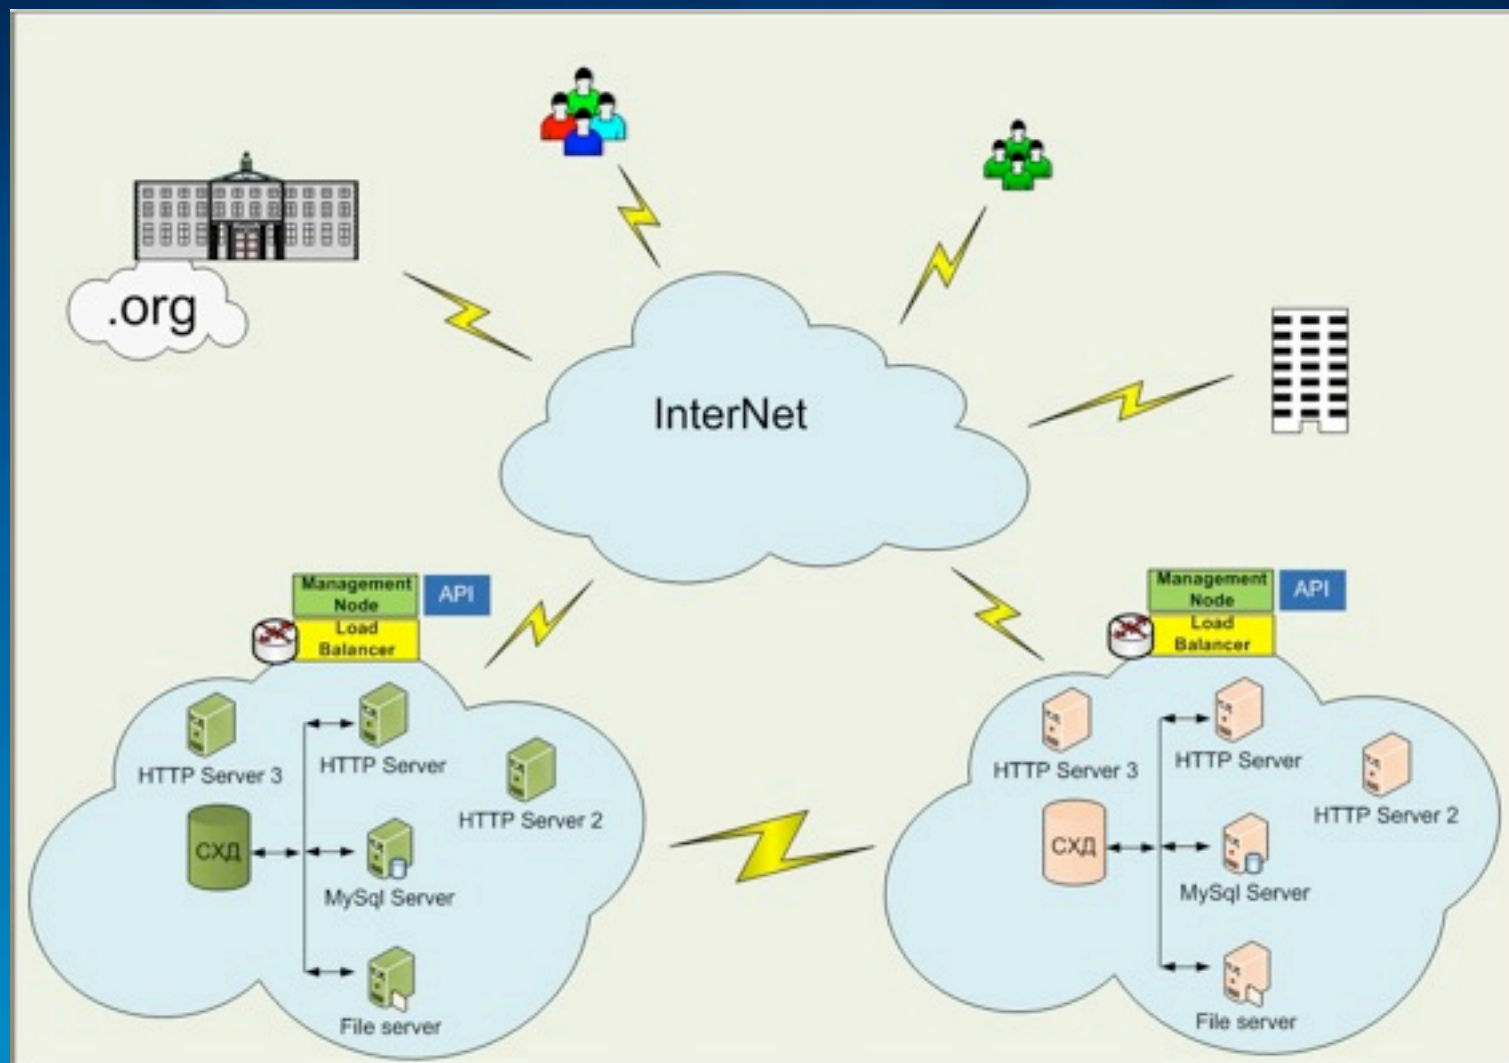 .org
InterNet
Management
Node
API
Load
Balancer
HTTP Server 3
HTTP Server
HTTP Server 2
СХД
MySql Server
File server
Management
Node
API
Load
Balancer
HTTP Server 3
HTTP Server
HTTP Server 2
СХД
MySql Server
File server